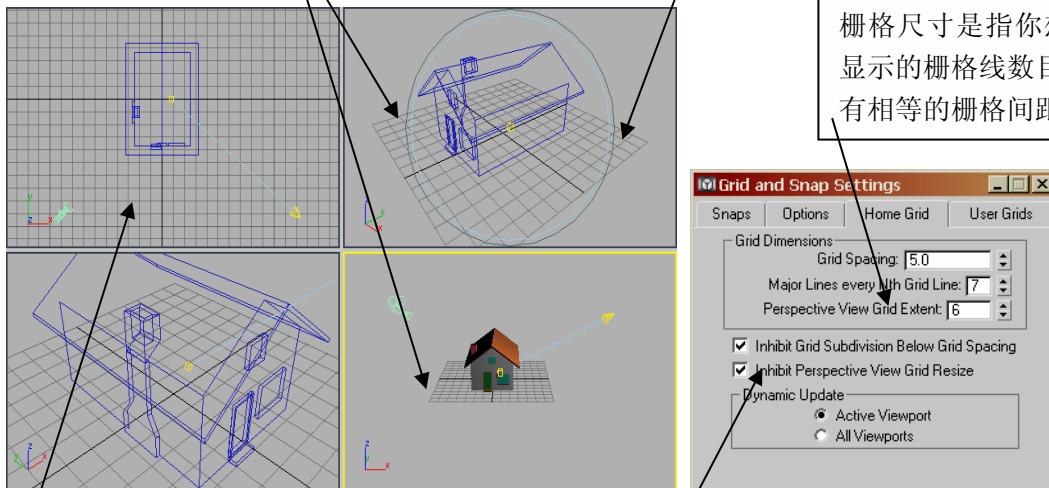 栅格尺寸是指你想
显示的栅格线数目
有相等的栅格间距
Grid and Snap Settings
Snaps
Options
Home Grid
User Grids
Grid Dimensions
Grid Spacing: 5.0
Major Lines every Nth Grid Line: 7
Perspective View Grid Extent: 6
Inhibit Grid Subdivision Below Grid Spacing
Inhibit Perspective View Grid Resize
Dynamic Update
Active Viewport
All Viewports